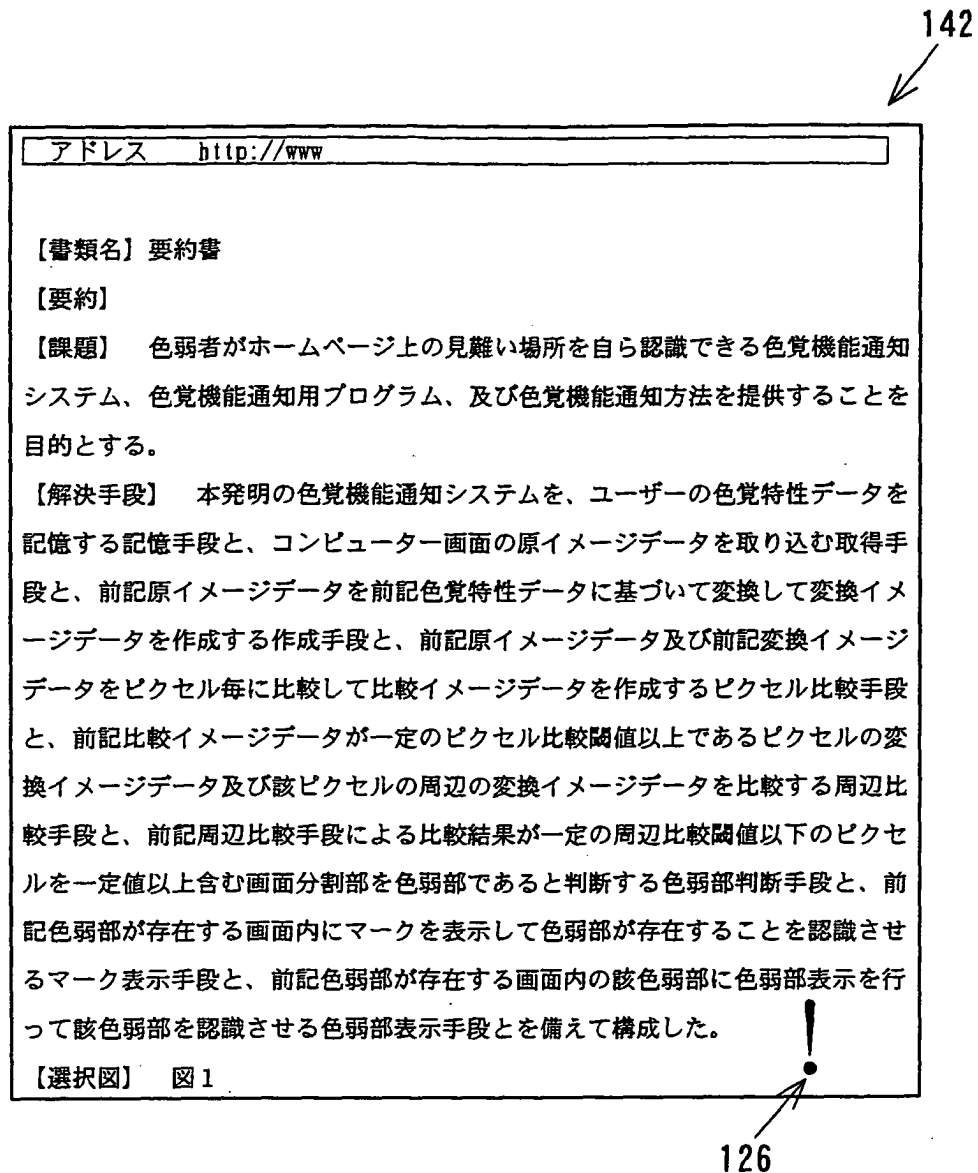 142
アドレス　http://www
【書類名】要約書
【要約】
【課題】　色弱者がホームページ上の見難い場所を自ら認識できる色覚機能通知
システム、色覚機能通知用プログラム、及び色覚機能通知方法を提供することを
目的とする。
【解決手段】　本発明の色覚機能通知システムを、ユーザーの色覚特性データを
記憶する記憶手段と、コンピューター画面の原イメージデータを取り込む取得手
段と、前記原イメージデータを前記色覚特性データに基づいて変換して変換イメ
ージデータを作成する作成手段と、前記原イメージデータ及び前記変換イメージ
データをピクセル毎に比較して比較イメージデータを作成するピクセル比較手段
と、前記比較イメージデータが一定のピクセル比較閾値以上であるピクセルの変
換イメージデータ及び該ピクセルの周辺の変換イメージデータを比較する周辺比
較手段と、前記周辺比較手段による比較結果が一定の周辺比較閾値以下のピクセ
ルを一定値以上含む画面分割部を色弱部であると判断する色弱部判断手段と、前
記色弱部が存在する画面内にマークを表示して色弱部が存在することを認識させ
るマーク表示手段と、前記色弱部が存在する画面内の該色弱部に色弱部表示を行
って該色弱部を認識させる色弱部表示手段とを備えて構成した。
!
【選択図】　図1
126